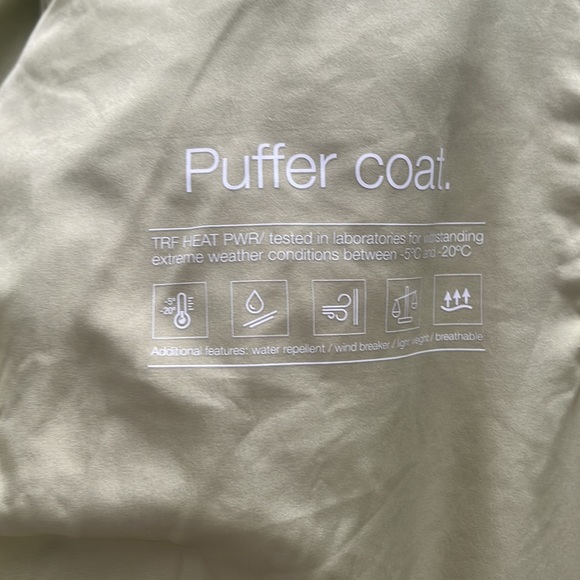 Puffer coat.
TRF HEAT PWR/ tested in laboratories for withstanding
extreme weather conditions between -5ºC and -20ºC
-5º
-20º
Additional features: water repellent / wind breaker / light weight / breathable